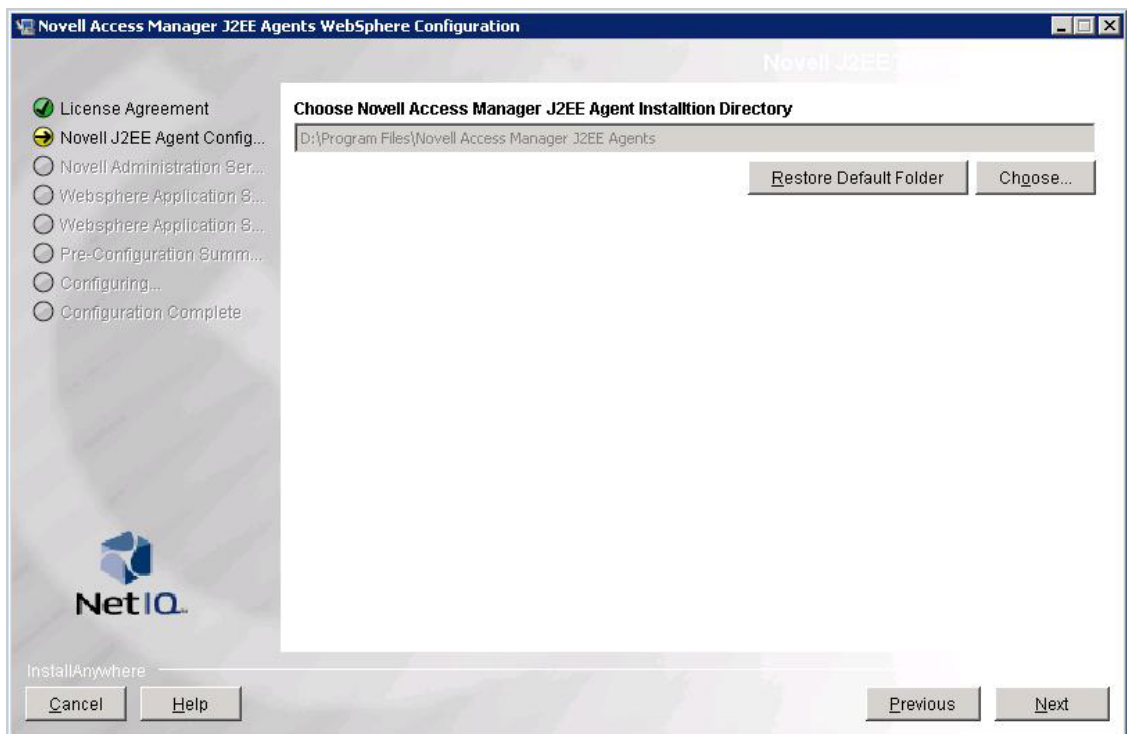 Novell Access Manager J2EE Agents WebSphere Configuration
Novell J2EE
License Agreement
Novell J2EE Agent Config...
Novell Administration Ser...
Websphere Application S...
Websphere Application S...
Pre-Configuration Summ...
Configuring...
Configuration Complete
Choose Novell Access Manager J2EE Agent Installtion Directory
D:\Program Files\Novell Access Manager J2EE Agents
Restore Default Folder
Choose...
NetIQ
InstallAnywhere
Cancel
Help
Previous
Next